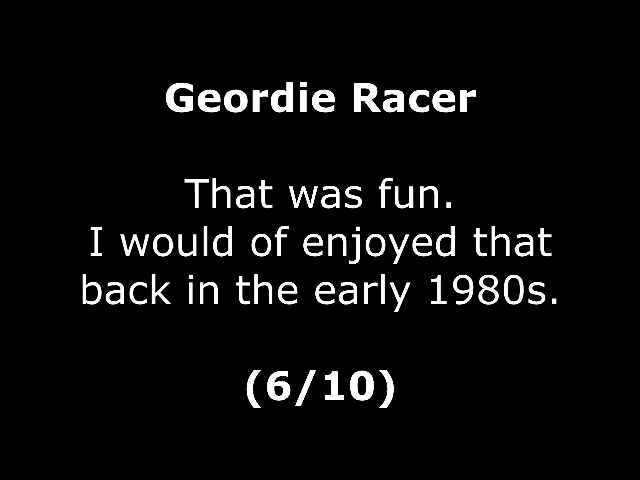 Geordie Racer
That was fun.
I would of enjoyed that
back in the early 1980s.
(6/10)